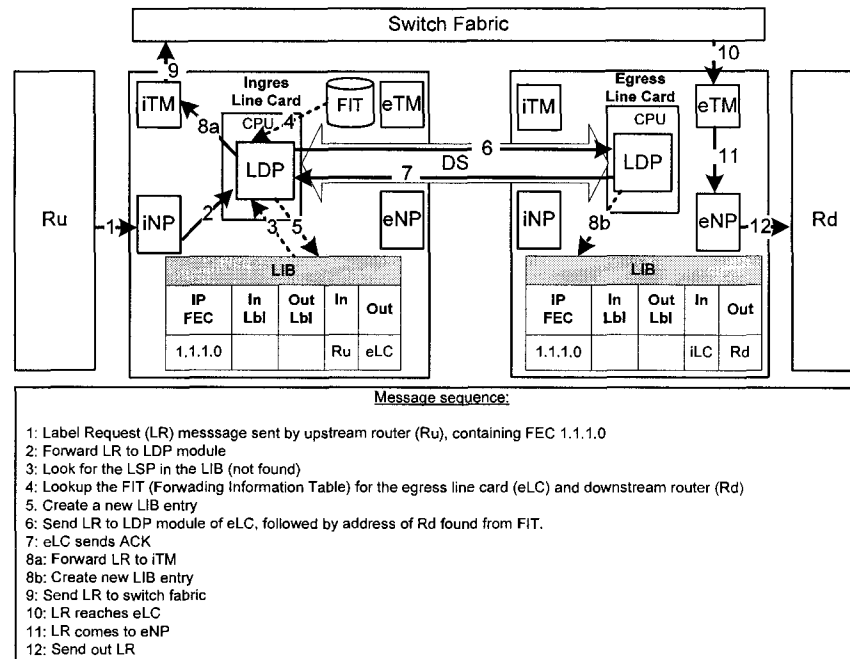 Switch Fabric
9
10
Ingres
Line Card
Egress
Line Card
iTM
FIT
eTM
iTM
eTM
CPU
4
CPU
8a
6
LDP
DS
LDP
7
11
Ru
1
iNP
2
3
5
eNP
iNP
8b
eNP
12
Rd
LIB
IP FEC
In Lbl
Out Lbl
In
Out
1.1.1.0
Ru
eLC
LIB
IP FEC
In Lbl
Out Lbl
In
Out
1.1.1.0
iLC
Rd
Message sequence:
1: Label Request (LR) messsage sent by upstream router (Ru), containing FEC 1.1.1.0
2: Forward LR to LDP module
3: Look for the LSP in the LIB (not found)
4: Lookup the FIT (Forwading Information Table) for the egress line card (eLC) and downstream router (Rd)
5. Create a new LIB entry
6: Send LR to LDP module of eLC, followed by address of Rd found from FIT.
7: eLC sends ACK
8a: Forward LR to iTM
8b: Create new LIB entry
9: Send LR to switch fabric
10: LR reaches eLC
11: LR comes to eNP
12: Send out LR